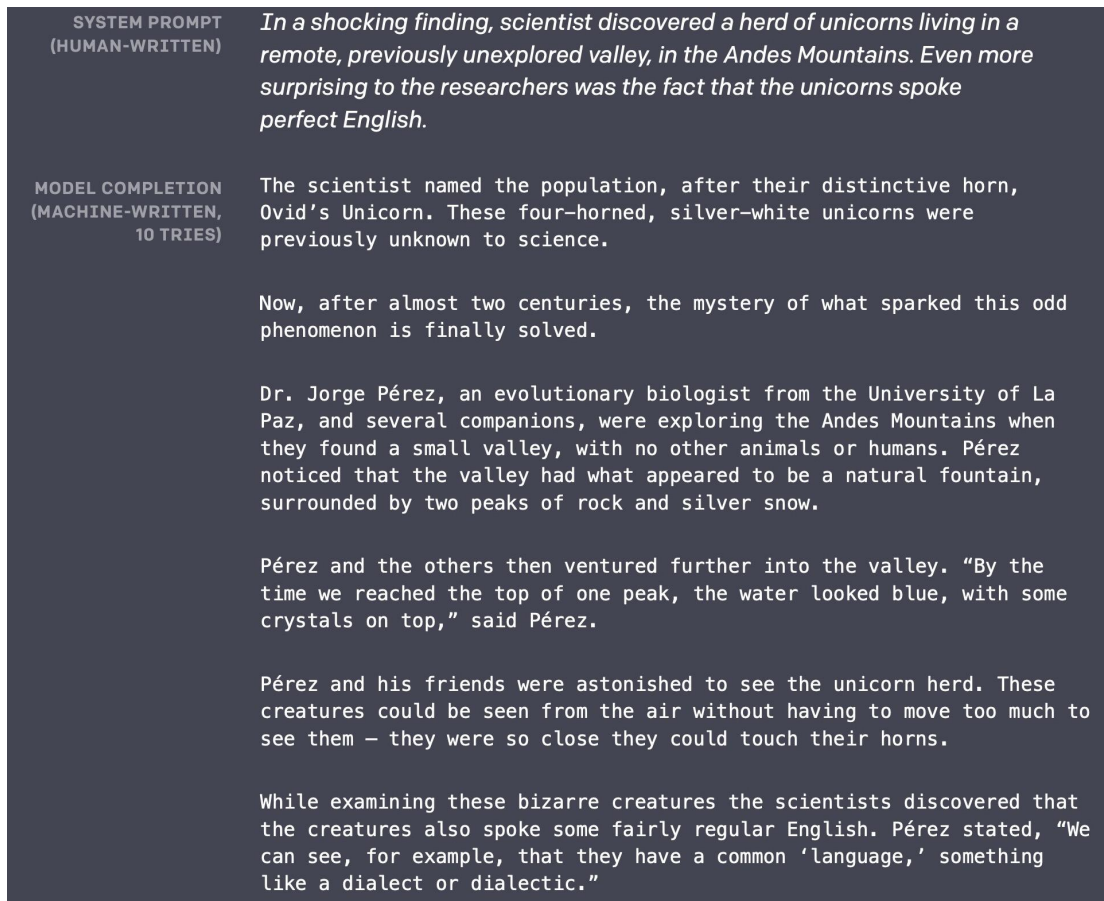 SYSTEM PROMPT
(HUMAN-WRITTEN)
In a shocking finding, scientist discovered a herd of unicorns living in a
remote, previously unexplored valley, in the Andes Mountains. Even more
surprising to the researchers was the fact that the unicorns spoke
perfect English.
MODEL COMPLETION
(MACHINE-WRITTEN,
10 TRIES)
The scientist named the population, after their distinctive horn,
Ovid’s Unicorn. These four-horned, silver-white unicorns were
previously unknown to science.
Now, after almost two centuries, the mystery of what sparked this odd
phenomenon is finally solved.
Dr. Jorge Pérez, an evolutionary biologist from the University of La
Paz, and several companions, were exploring the Andes Mountains when
they found a small valley, with no other animals or humans. Pérez
noticed that the valley had what appeared to be a natural fountain,
surrounded by two peaks of rock and silver snow.
Pérez and the others then ventured further into the valley. “By the
time we reached the top of one peak, the water looked blue, with some
crystals on top,” said Pérez.
Pérez and his friends were astonished to see the unicorn herd. These
creatures could be seen from the air without having to move too much to
see them – they were so close they could touch their horns.
While examining these bizarre creatures the scientists discovered that
the creatures also spoke some fairly regular English. Pérez stated, “We
can see, for example, that they have a common ‘language,’ something
like a dialect or dialectic.”